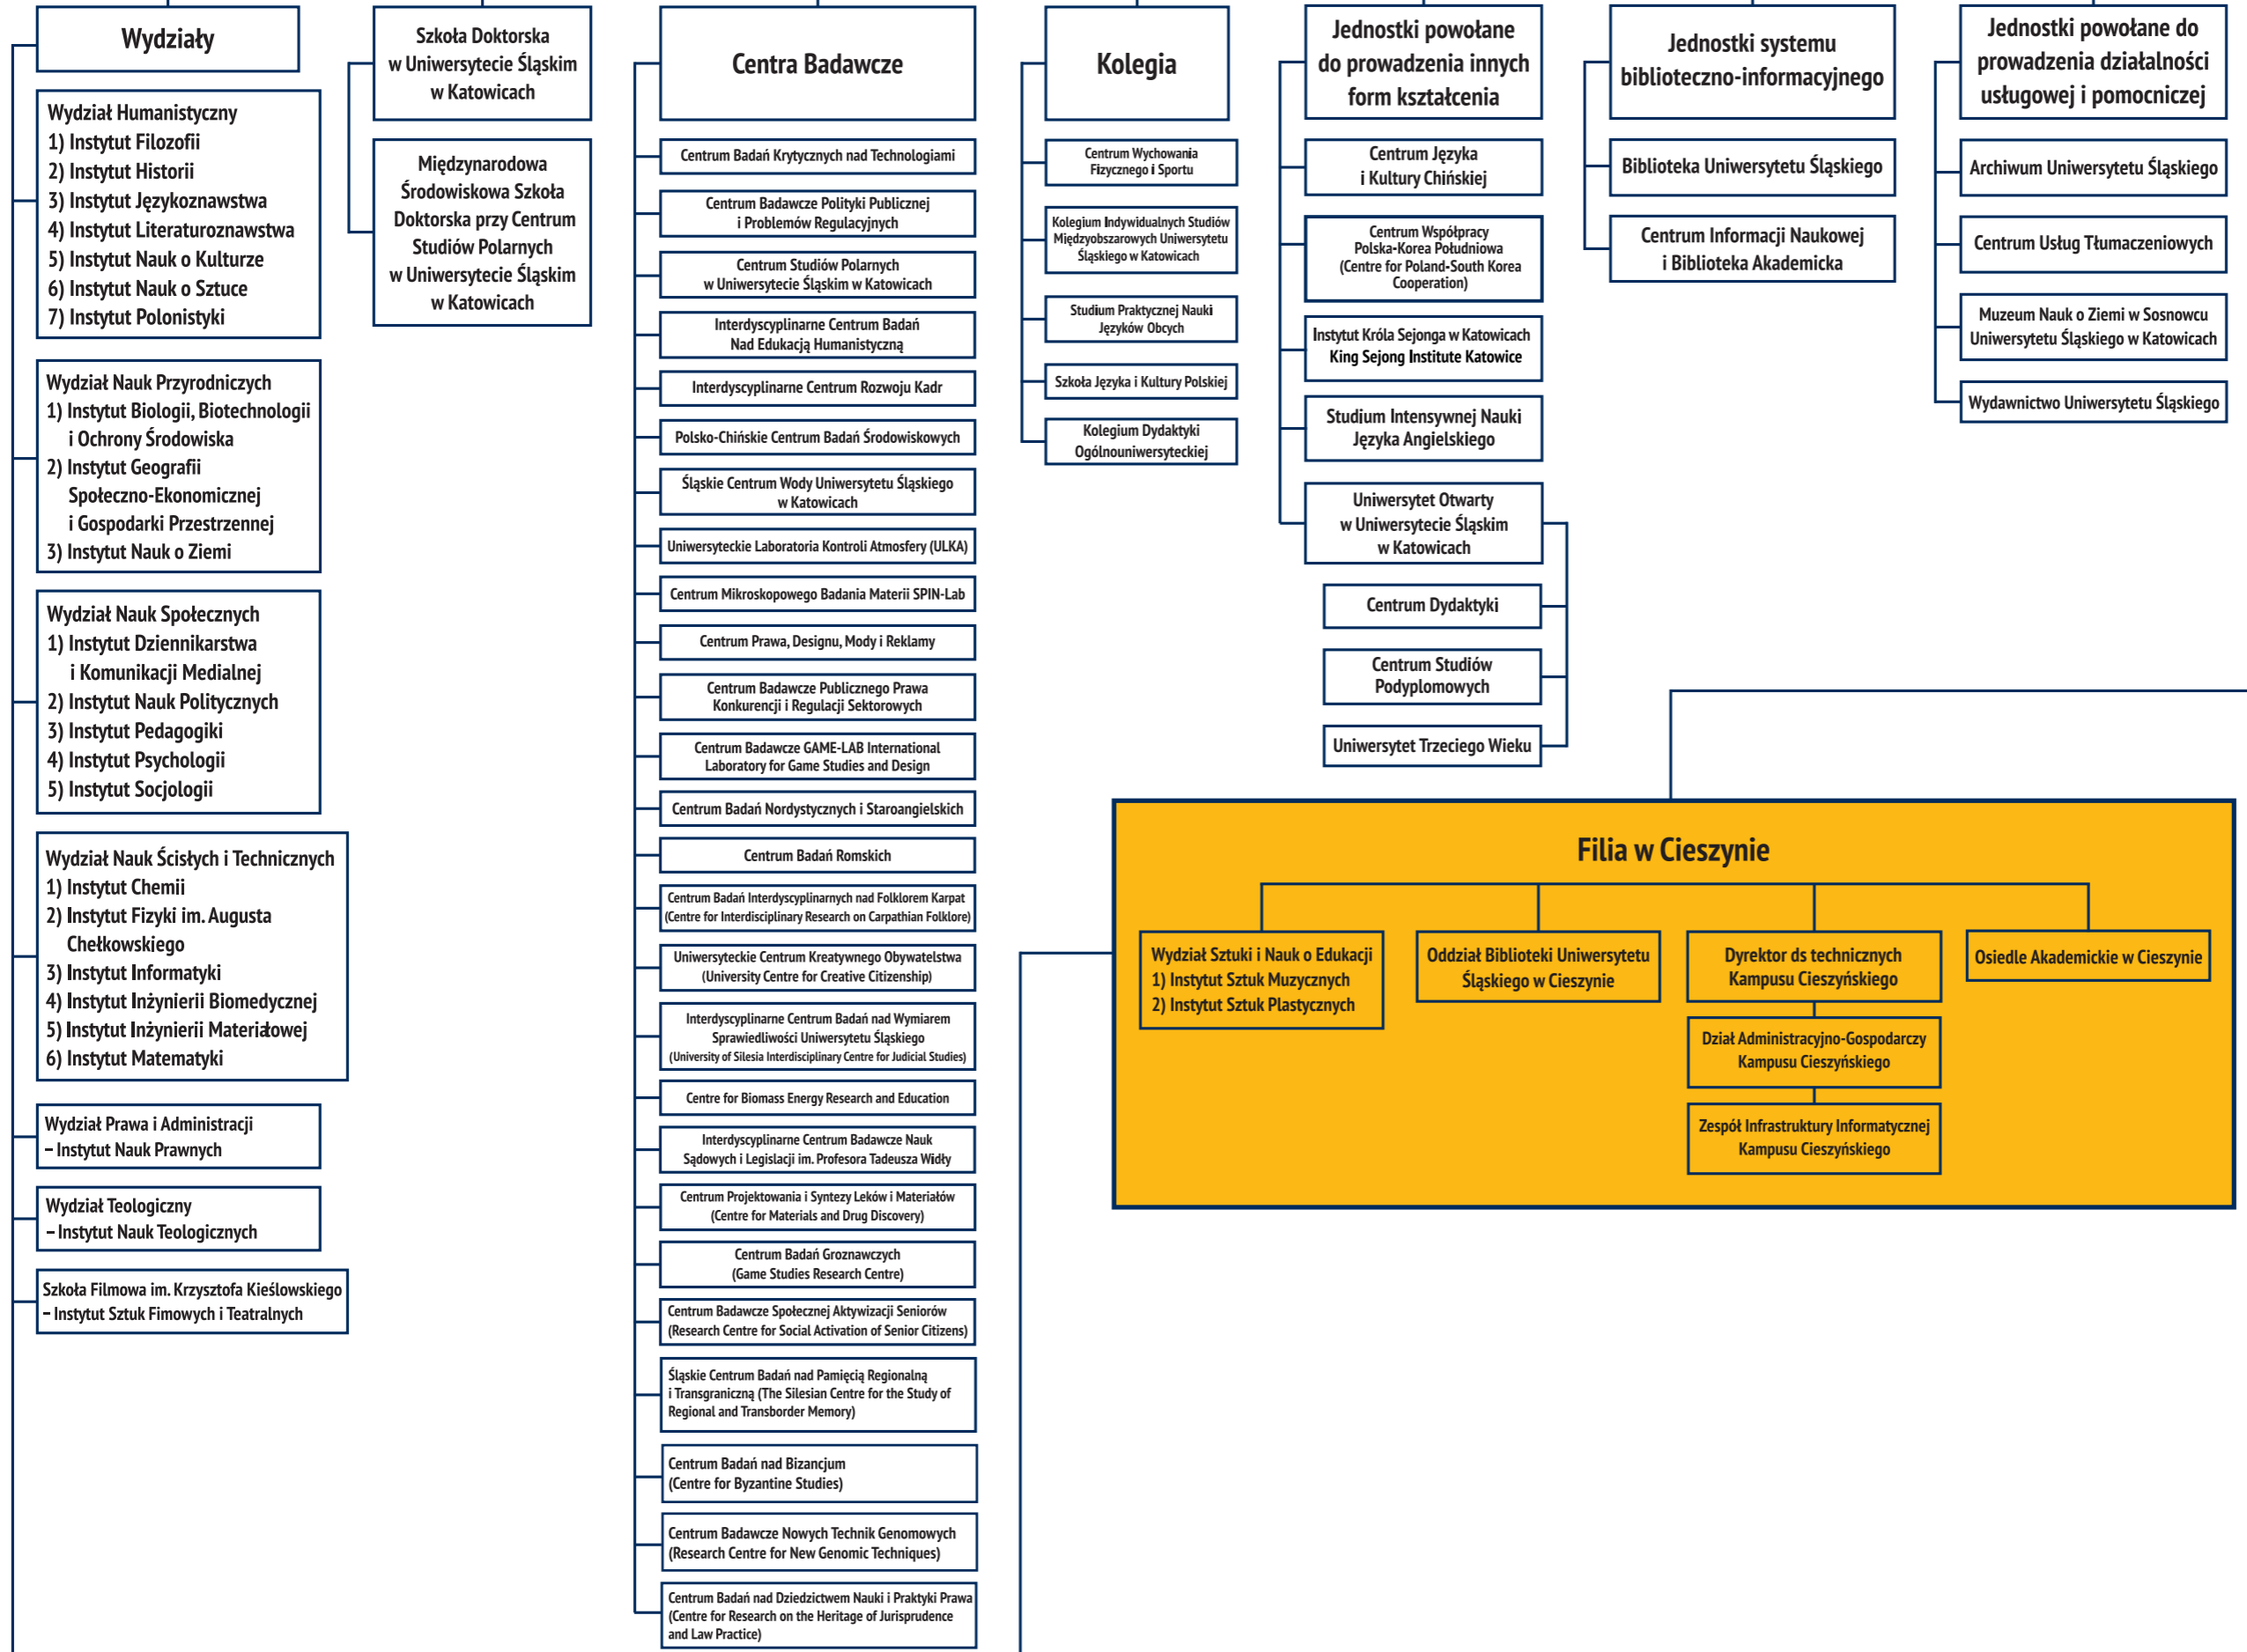 Wydziały
Wydział Humanistyczny
1) Instytut Filozofii
2) Instytut Historii
3) Instytut Językoznawstwa
4) Instytut Literaturoznawstwa
5) Instytut Nauk o Kulturze
6) Instytut Nauk o Sztuce
7) Instytut Polonistyki
Wydział Nauk Przyrodniczych
1) Instytut Biologii, Biotechnologii
i Ochrony Środowiska
2) Instytut Geografii
Społeczno-Ekonomicznej
i Gospodarki Przestrzennej
3) Instytut Nauk o Ziemi
Wydział Nauk Społecznych
1) Instytut Dziennikarstwa
i Komunikacji Medialnej
2) Instytut Nauk Politycznych
3) Instytut Pedagogiki
4) Instytut Psychologii
5) Instytut Socjologii
Wydział Nauk Ścisłych i Technicznych
1) Instytut Chemii
2) Instytut Fizyki im. Augusta
Chełkowskiego
3) Instytut Informatyki
4) Instytut Inżynierii Biomedycznej
5) Instytut Inżynierii Materiałowej
6) Instytut Matematyki
Wydział Prawa i Administracji
– Instytut Nauk Prawnych
Wydział Teologiczny
– Instytut Nauk Teologicznych
Szkoła Filmowa im. Krzysztofa Kieślowskiego
– Instytut Sztuk Fimowych i Teatralnych
Szkoła Doktorska
w Uniwersytecie Śląskim
w Katowicach
Międzynarodowa
Środowiskowa Szkoła
Doktorska przy Centrum
Studiów Polarnych
w Uniwersytecie Śląskim
w Katowicach
Centra Badawcze
Centrum Badań Krytycznych nad Technologiami
Centrum Badawcze Polityki Publicznej
i Problemów Regulacyjnych
Centrum Studiów Polarnych
w Uniwersytecie Śląskim w Katowicach
Interdyscyplinarne Centrum Badań
Nad Edukacją Humanistyczną
Interdyscyplinarne Centrum Rozwoju Kadr
Polsko-Chińskie Centrum Badań Środowiskowych
Śląskie Centrum Wody Uniwersytetu Śląskiego
w Katowicach
Uniwersyteckie Laboratoria Kontroli Atmosfery (ULKA)
Centrum Mikroskopowego Badania Materii SPIN-Lab
Centrum Prawa, Designu, Mody i Reklamy
Centrum Badawcze Publicznego Prawa
Konkurencji i Regulacji Sektorowych
Centrum Badawcze GAME-LAB International
Laboratory for Game Studies and Design
Centrum Badań Nordystycznych i Staroangielskich
Centrum Badań Romskich
Centrum Badań Interdyscyplinarnych nad Folklorem Karpat
(Centre for Interdisciplinary Research on Carpathian Folklore)
Uniwersyteckie Centrum Kreatywnego Obywatelstwa
(University Centre for Creative Citizenship)
Interdyscyplinarne Centrum Badań nad Wymiarem
Sprawiedliwości Uniwersytetu Śląskiego
(University of Silesia Interdisciplinary Centre for Judicial Studies)
Centre for Biomass Energy Research and Education
Interdyscyplinarne Centrum Badawcze Nauk
Sądowych i Legislacji im. Profesora Tadeusza Widły
Centrum Projektowania i Syntezy Leków i Materiałów
(Centre for Materials and Drug Discovery)
Centrum Badań Groznawczych
(Game Studies Research Centre)
Centrum Badawcze Społecznej Aktywizacji Seniorów
(Research Centre for Social Activation of Senior Citizens)
Śląskie Centrum Badań nad Pamięcią Regionalną
i Transgraniczną (The Silesian Centre for the Study of
Regional and Transborder Memory)
Centrum Badań nad Bizancjum
(Centre for Byzantine Studies)
Centrum Badawcze Nowych Technik Genomowych
(Research Centre for New Genomic Techniques)
Centrum Badań nad Dziedzictwem Nauki i Praktyki Prawa
(Centre for Research on the Heritage of Jurisprudence
and Law Practice)
Kolegia
Centrum Wychowania
Fizycznego i Sportu
Kolegium Indywidualnych Studiów
Międzyobszarowych Uniwersytetu
Śląskiego w Katowicach
Studium Praktycznej Nauki
Języków Obcych
Szkoła Języka i Kultury Polskiej
Kolegium Dydaktyki
Ogólnouniwersyteckiej
Jednostki powołane
do prowadzenia innych
form kształcenia
Centrum Języka
i Kultury Chińskiej
Centrum Współpracy
Polska-Korea Południowa
(Centre for Poland-South Korea
Cooperation)
Instytut Króla Sejonga w Katowicach
King Sejong Institute Katowice
Studium Intensywnej Nauki
Języka Angielskiego
Uniwersytet Otwarty
w Uniwersytecie Śląskim
w Katowicach
Centrum Dydaktyki
Centrum Studiów
Podyplomowych
Uniwersytet Trzeciego Wieku
Jednostki systemu
biblioteczno-informacyjnego
Biblioteka Uniwersytetu Śląskiego
Centrum Informacji Naukowej
i Biblioteka Akademicka
Jednostki powołane do
prowadzenia działalności
usługowej i pomocniczej
Archiwum Uniwersytetu Śląskiego
Centrum Usług Tłumaczeniowych
Muzeum Nauk o Ziemi w Sosnowcu
Uniwersytetu Śląskiego w Katowicach
Wydawnictwo Uniwersytetu Śląskiego
Filia w Cieszynie
Wydział Sztuki i Nauk o Edukacji
1) Instytut Sztuk Muzycznych
2) Instytut Sztuk Plastycznych
Oddział Biblioteki Uniwersytetu
Śląskiego w Cieszynie
Dyrektor ds technicznych
Kampusu Cieszyńskiego
Dział Administracyjno-Gospodarczy
Kampusu Cieszyńskiego
Zespół Infrastruktury Informatycznej
Kampusu Cieszyńskiego
Osiedle Akademickie w Cieszynie